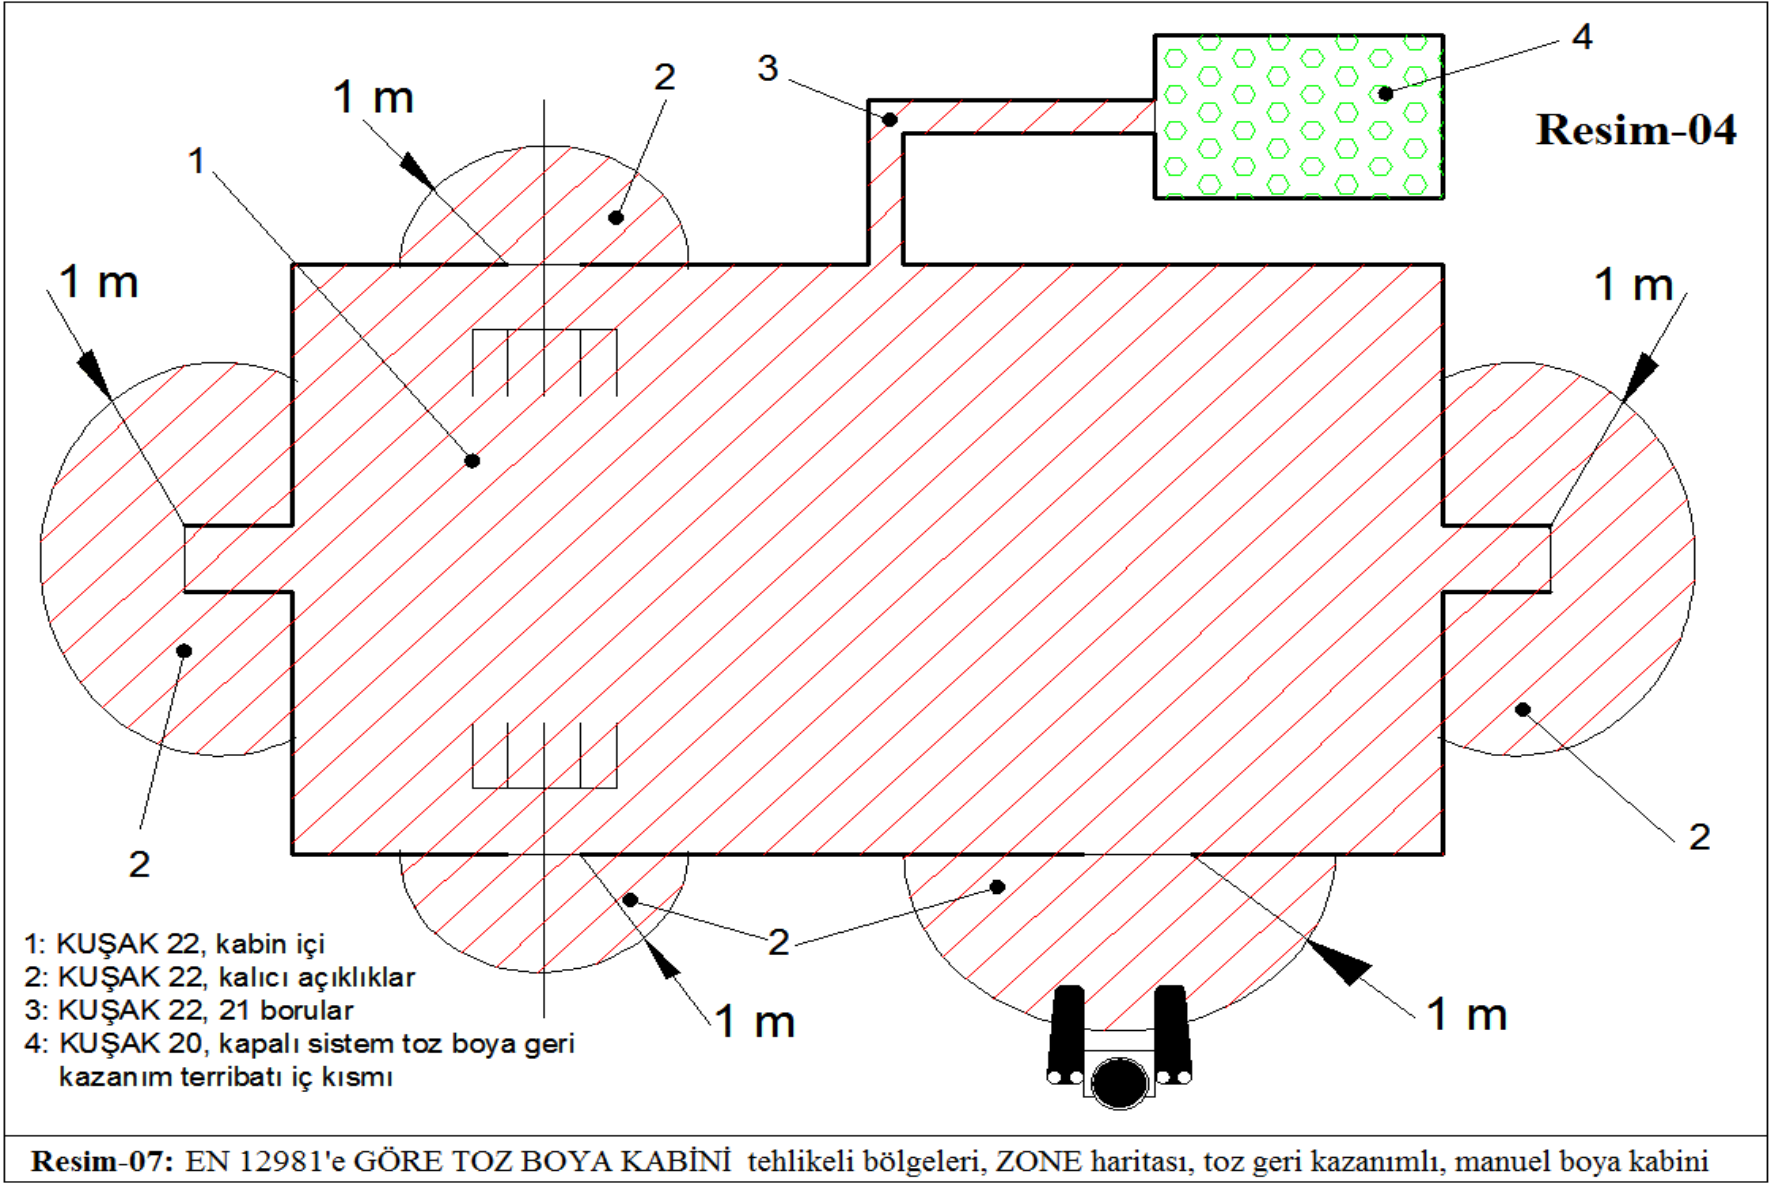 4
3
2
1 m
Resim-04
1
1 m
1 m
2
2
2
1 m
1 m
1: KUŞAK 22, kabin içi
2: KUŞAK 22, kalıcı açıklıklar
3: KUŞAK 22, 21 borular
4: KUŞAK 20, kapalı sistem toz boya geri
kazanım terribatı iç kısmı
Resim-07: EN 12981'e GÖRE TOZ BOYA KABİNİ tehlikeli bölgeleri, ZONE haritası, toz geri kazanımlı, manuel boya kabini